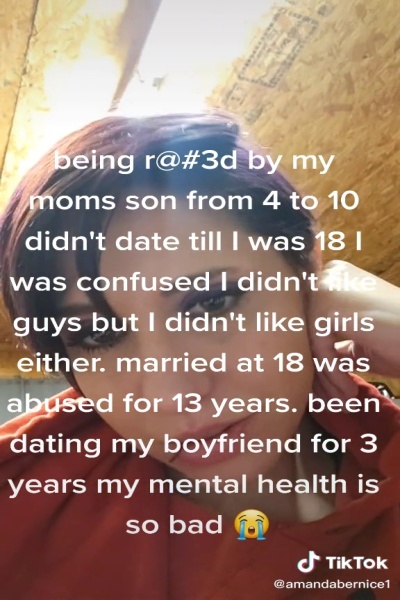 being r@#3d by my
moms son from 4 to 10
didn't date till I was 18 I
was confused I didn't like
guys but I didn't like girls
either. married at 18 was
abused for 13 years. been
dating my boyfriend for 3
years my mental health is
so bad 😭
TikTok
@amandabernice1